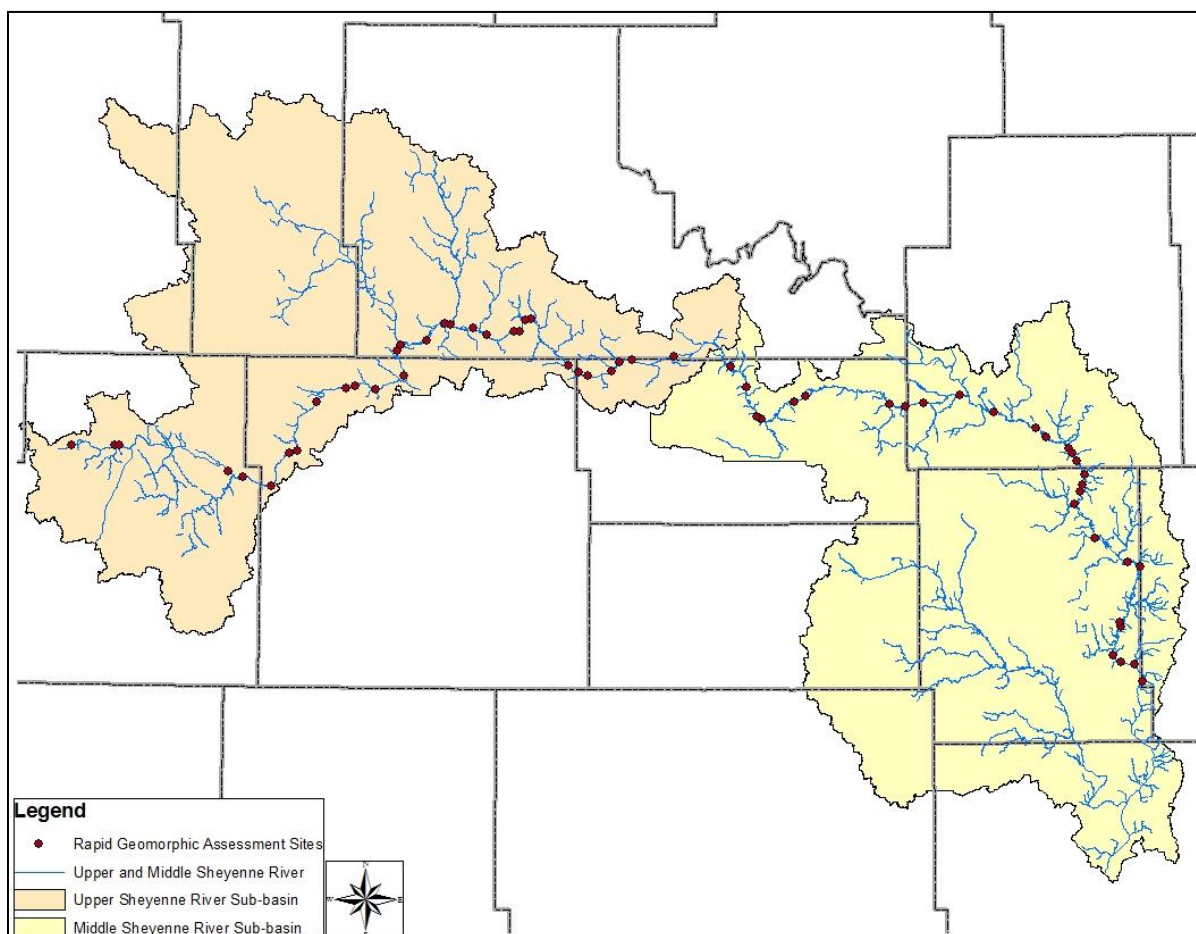 Legend
Rapid Geomorphic Assessment Sites
Upper and Middle Sheyenne River
Upper Sheyenne River Sub-basin
Middle Sheyenne River Sub-basin
N
W E